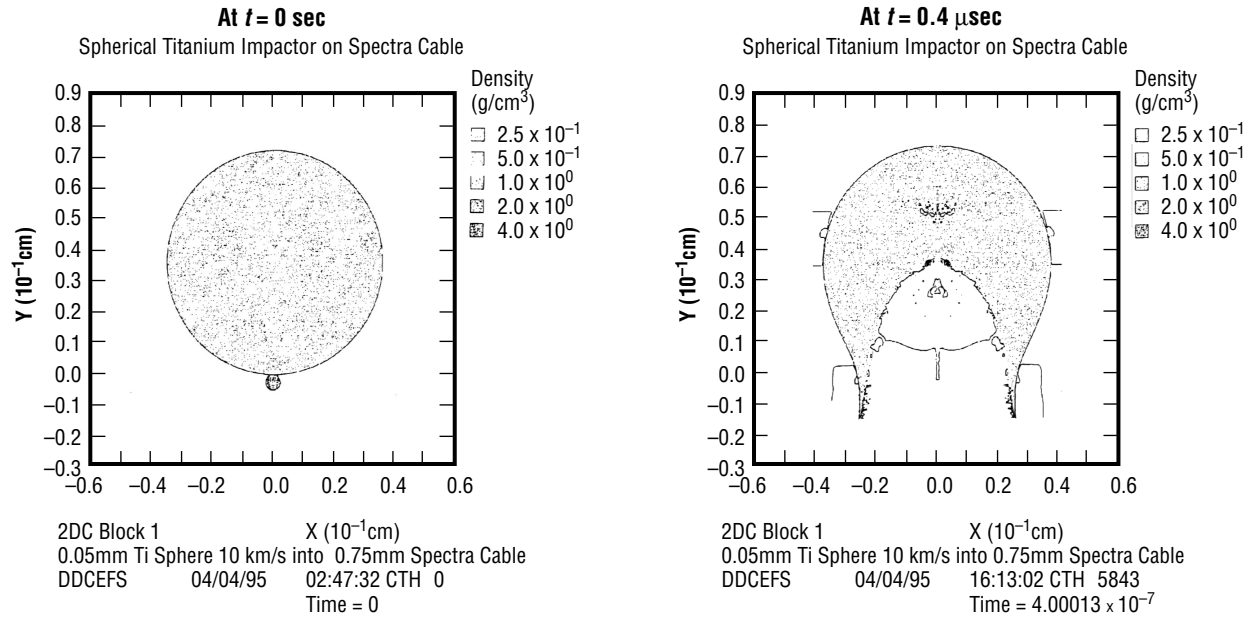 At t = 0 sec
Spherical Titanium Impactor on Spectra Cable
Density
(g/cm³)
2.5 x 10⁻¹
5.0 x 10⁻¹
1.0 x 10⁰
2.0 x 10⁰
4.0 x 10⁰
Y (10⁻¹cm)
0.9
0.8
0.7
0.6
0.5
0.4
0.3
0.2
0.1
0.0
–0.1
–0.2
–0.3
–0.6 –0.4 –0.2 0.0 0.2 0.4 0.6
2DC Block 1 X (10⁻¹cm)
0.05mm Ti Sphere 10 km/s into 0.75mm Spectra Cable
DDCEFS 04/04/95 02:47:32 CTH 0
Time = 0
At t = 0.4 μsec
Spherical Titanium Impactor on Spectra Cable
Density
(g/cm³)
2.5 x 10⁻¹
5.0 x 10⁻¹
1.0 x 10⁰
2.0 x 10⁰
4.0 x 10⁰
Y (10⁻¹cm)
0.9
0.8
0.7
0.6
0.5
0.4
0.3
0.2
0.1
0.0
–0.1
–0.2
–0.3
–0.6 –0.4 –0.2 0.0 0.2 0.4 0.6
2DC Block 1 X (10⁻¹cm)
0.05mm Ti Sphere 10 km/s into 0.75mm Spectra Cable
DDCEFS 04/04/95 16:13:02 CTH 5843
Time = 4.00013 x 10⁻⁷